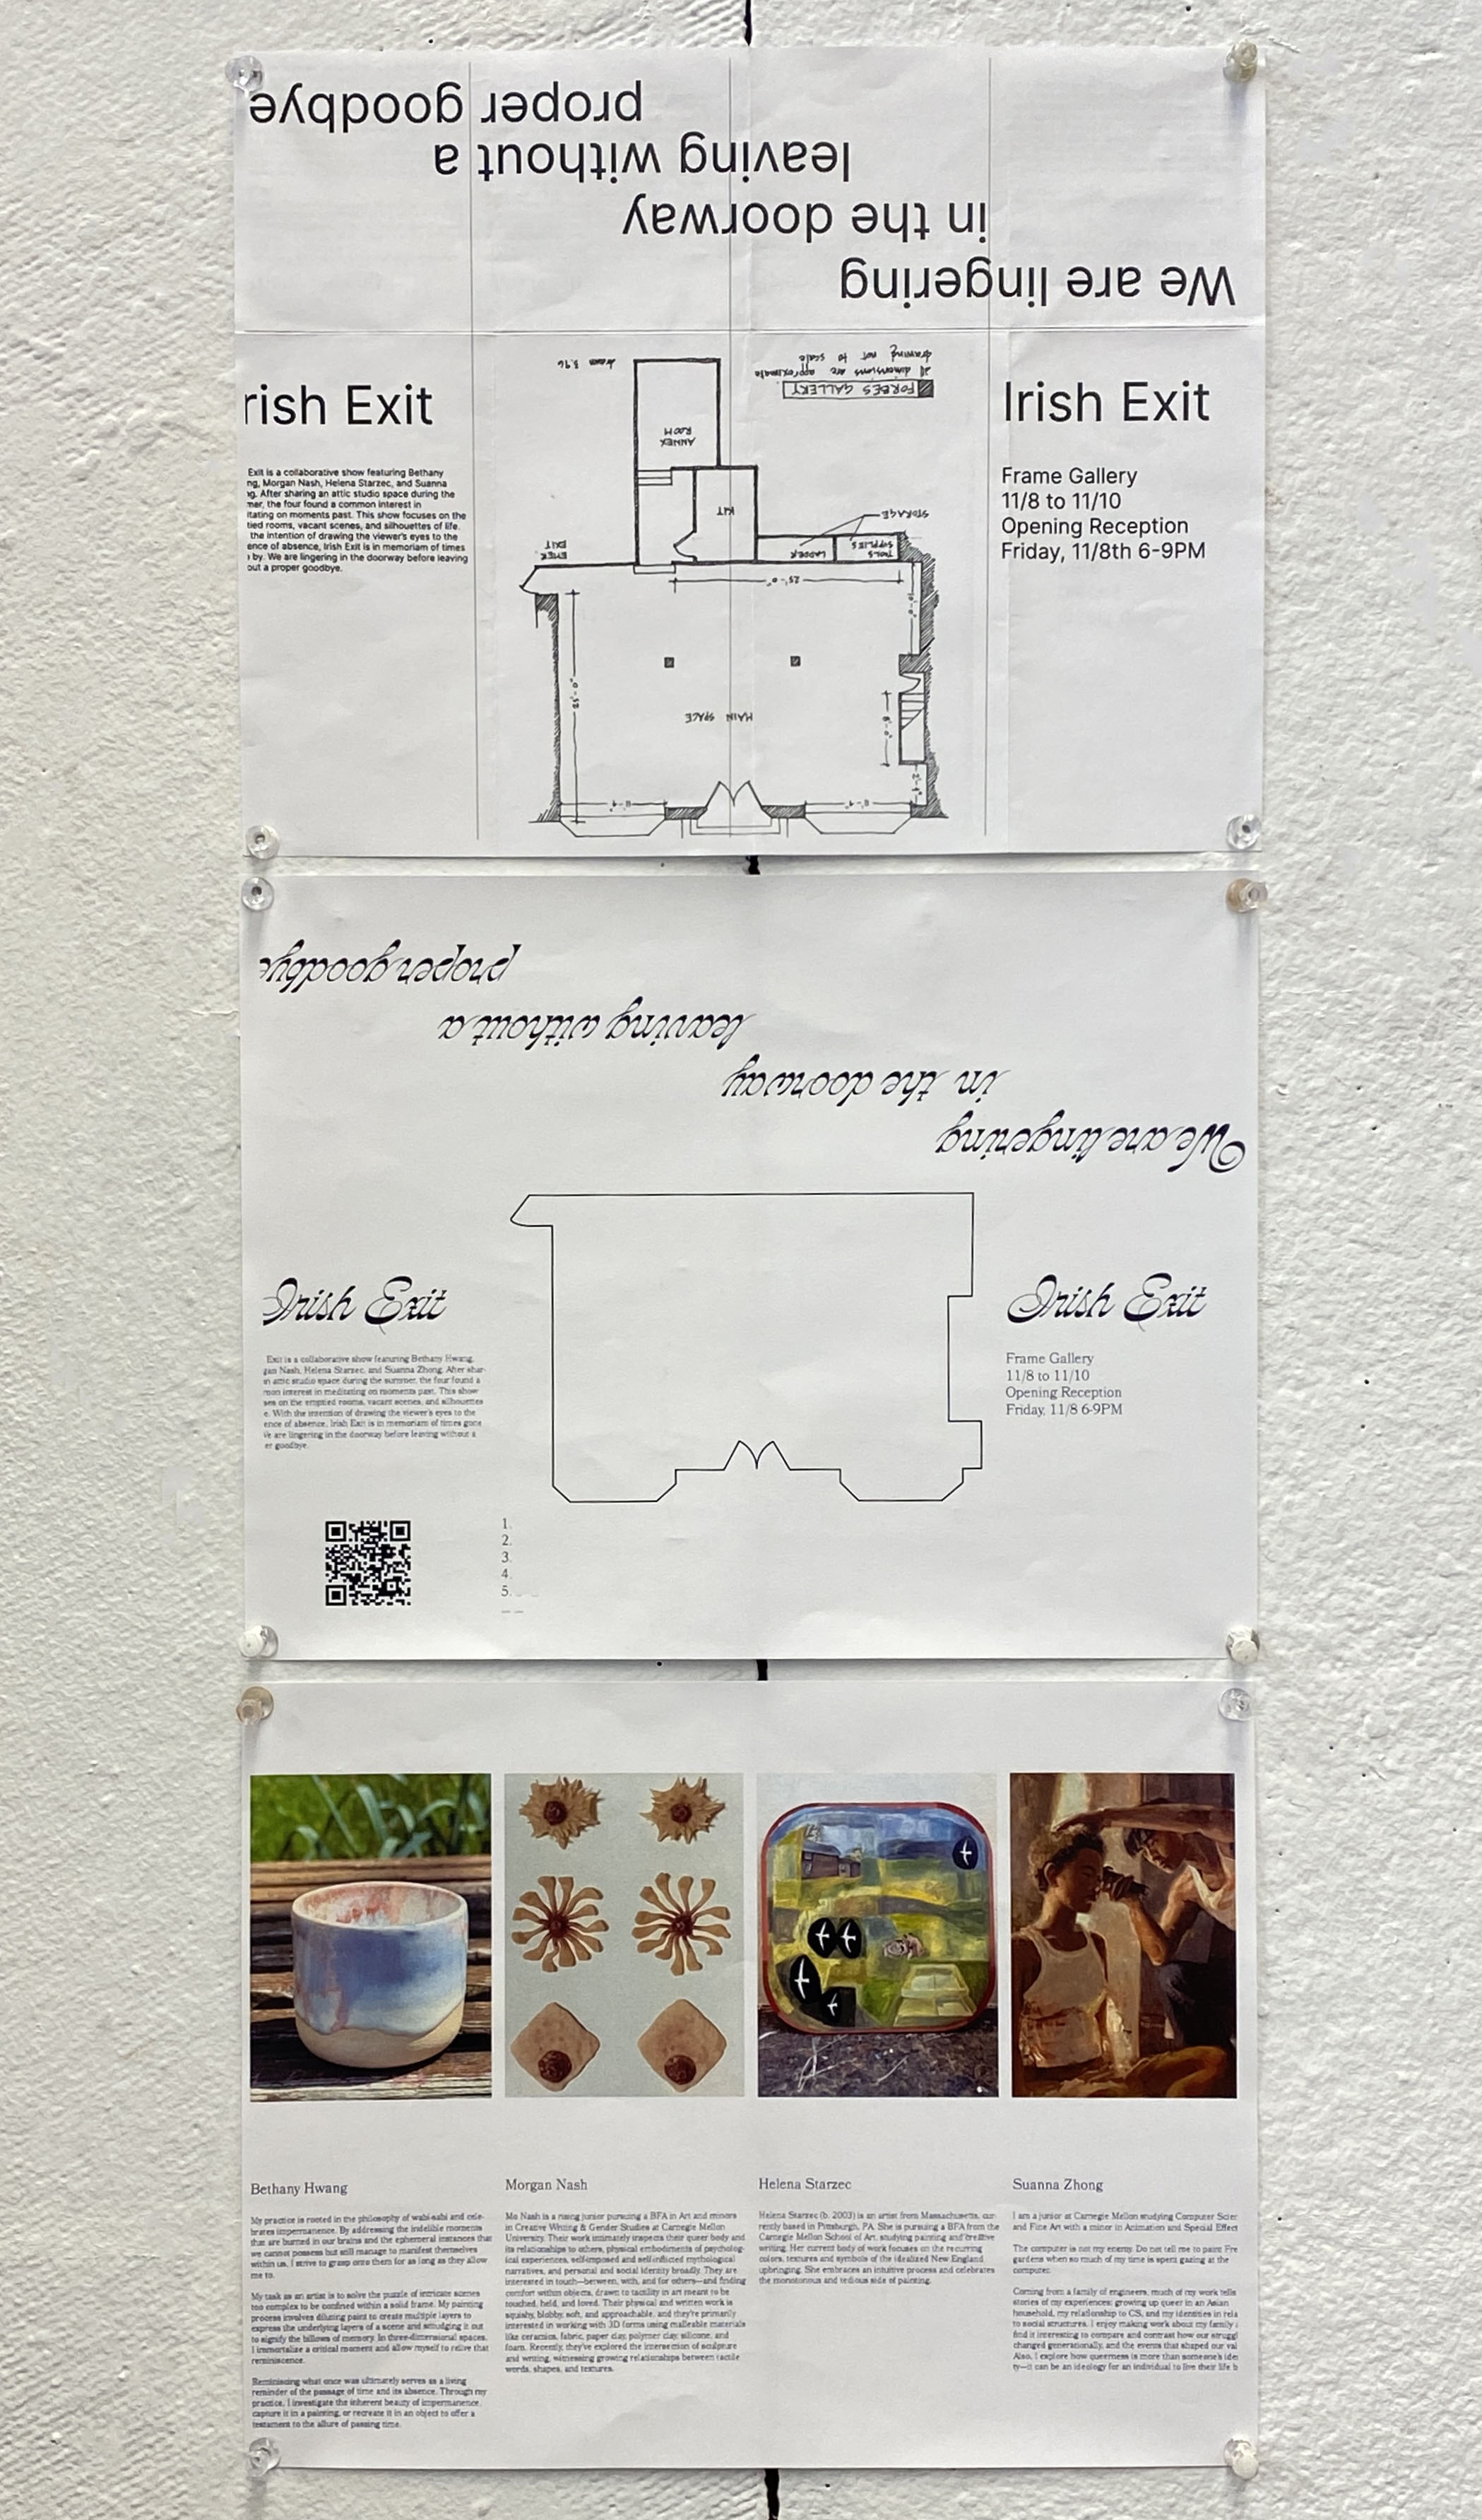 We are lingering
in the doorway
leaving without a
proper goodbye
rish Exit
Exit is a collaborative show featuring Bethany
ng, Morgan Nash, Helena Starzec, and Suanna
ng. After sharing an attic studio space during the
mer, the four found a common interest in
itating on moments past. This show focuses on the
tied rooms, vacant scenes, and silhouettes of life.
the intention of drawing the viewer's eyes to the
ence of absence, Irish Exit is in memoriam of times
by. We are lingering in the doorway before leaving
out a proper goodbye.
FORBES GALLERY
all dimensions are approximate
drawing not to scale
drawn 3.96
ANNEX
ROOM
KIT
STORAGE
LADDER
TOOLS
SUPPLIES
EMER
EXIT
25'-0"
MAIN SPACE
Irish Exit
Frame Gallery
11/8 to 11/10
Opening Reception
Friday, 11/8th 6-9PM
We are lingering
in the doorway
leaving without a
proper goodbye
Irish Exit
Exit is a collaborative show featuring Bethany Hwang,
gan Nash, Helena Starzec, and Suanna Zhong. After shar-
n attic studio space during the summer, the four found a
mon interest in meditating on moments past. This show
ses on the emptied rooms, vacant scenes, and silhouettes
e. With the intention of drawing the viewer's eyes to the
ence of absence, Irish Exit is in memoriam of times gone
We are lingering in the doorway before leaving without a
er goodbye.
Irish Exit
Frame Gallery
11/8 to 11/10
Opening Reception
Friday, 11/8 6-9PM
1.
2.
3.
4.
5.
Bethany Hwang
My practice is rooted in the philosophy of wabi-sabi and cele-
brates impermanence. By addressing the indelible moments
that are burned in our brains and the ephemeral instances that
we cannot possess but still manage to manifest themselves
within us, I strive to grasp onto them for as long as they allow
me to.
My task as an artist is to solve the puzzle of intricate scenes
too complex to be confined within a solid frame. My painting
process involves diluting paint to create multiple layers to
express the underlying layers of a scene and smudging it out
to signify the billows of memory. In three-dimensional spaces,
I immortalize a critical moment and allow myself to relive that
reminiscence.
Reminiscing what once was ultimately serves as a living
reminder of the passage of time and its absence. Through my
practice, I investigate the inherent beauty of impermanence,
capture it in a painting, or recreate it in an object to offer a
testament to the allure of passing time.
Morgan Nash
Mo Nash is a rising junior pursuing a BFA in Art and minors
in Creative Writing & Gender Studies at Carnegie Mellon
University. Their work intimately inspects their queer body and
its relationships to others, physical embodiments of psycholog-
ical experiences, self-imposed and self-inflicted mythological
narratives, and personal and social identity broadly. They are
interested in touch—between, with, and for others—and finding
comfort within objects, drawn to tactility in art meant to be
touched, held, and loved. Their physical and written work is
squishy, blobby, soft, and approachable, and they're primarily
interested in working with 3D forms using malleable materials
like ceramics, fabric, paper clay, polymer clay, silicone, and
foam. Recently, they've explored the intersection of sculpture
and writing, witnessing growing relationships between tactile
words, shapes, and textures.
Helena Starzec
Helena Starzec (b. 2003) is an artist from Massachusetts, cur-
rently based in Pittsburgh, PA. She is pursuing a BFA from the
Carnegie Mellon School of Art, studying painting and creative
writing. Her current body of work focuses on the recurring
colors, textures and symbols of the idealized New England
upbringing. She embraces an intuitive process and celebrates
the monotonous and tedious side of painting.
Suanna Zhong
I am a junior at Carnegie Mellon studying Computer Scien
and Fine Art with a minor in Animation and Special Effect
The computer is not my enemy. Do not tell me to paint Fre
gardens when so much of my time is spent gazing at the
computer.
Coming from a family of engineers, much of my work tells
stories of my experiences: growing up queer in an Asian
household, my relationship to CS, and my identities in rela
to social structures. I enjoy making work about my family
find it interesting to compare and contrast how our struggl
changed generationally, and the events that shaped our val
Also, I explore how queerness is more than someone's iden
ty—it can be an ideology for an individual to live their life b